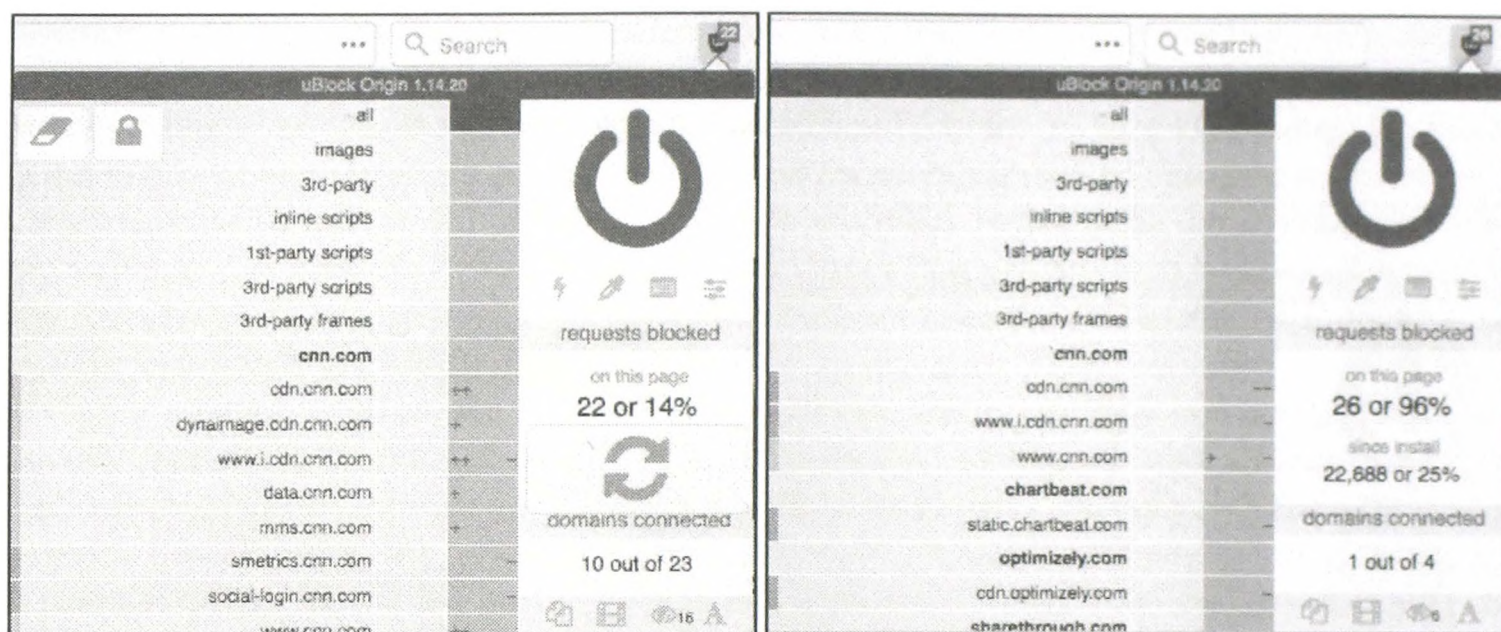 ••• Search 22
uBlock Origin 1.14.20
all
images
3rd-party
inline scripts
1st-party scripts
3rd-party scripts
3rd-party frames
cnn.com
cdn.cnn.com ++
dynaimage.cdn.cnn.com +
www.i.cdn.cnn.com ++ –
data.cnn.com +
mms.cnn.com +
smetrics.cnn.com –
social-login.cnn.com –
www.cnn.com ++
requests blocked
on this page
22 or 14%
domains connected
10 out of 23
16 A
••• Search 26
uBlock Origin 1.14.20
all
images
3rd-party
inline scripts
1st-party scripts
3rd-party scripts
3rd-party frames
cnn.com
cdn.cnn.com --
www.i.cdn.cnn.com –
www.cnn.com + –
chartbeat.com
static.chartbeat.com –
optimizely.com
cdn.optimizely.com –
sharethrough.com
requests blocked
on this page
26 or 96%
since install
22,688 or 25%
domains connected
1 out of 4
A